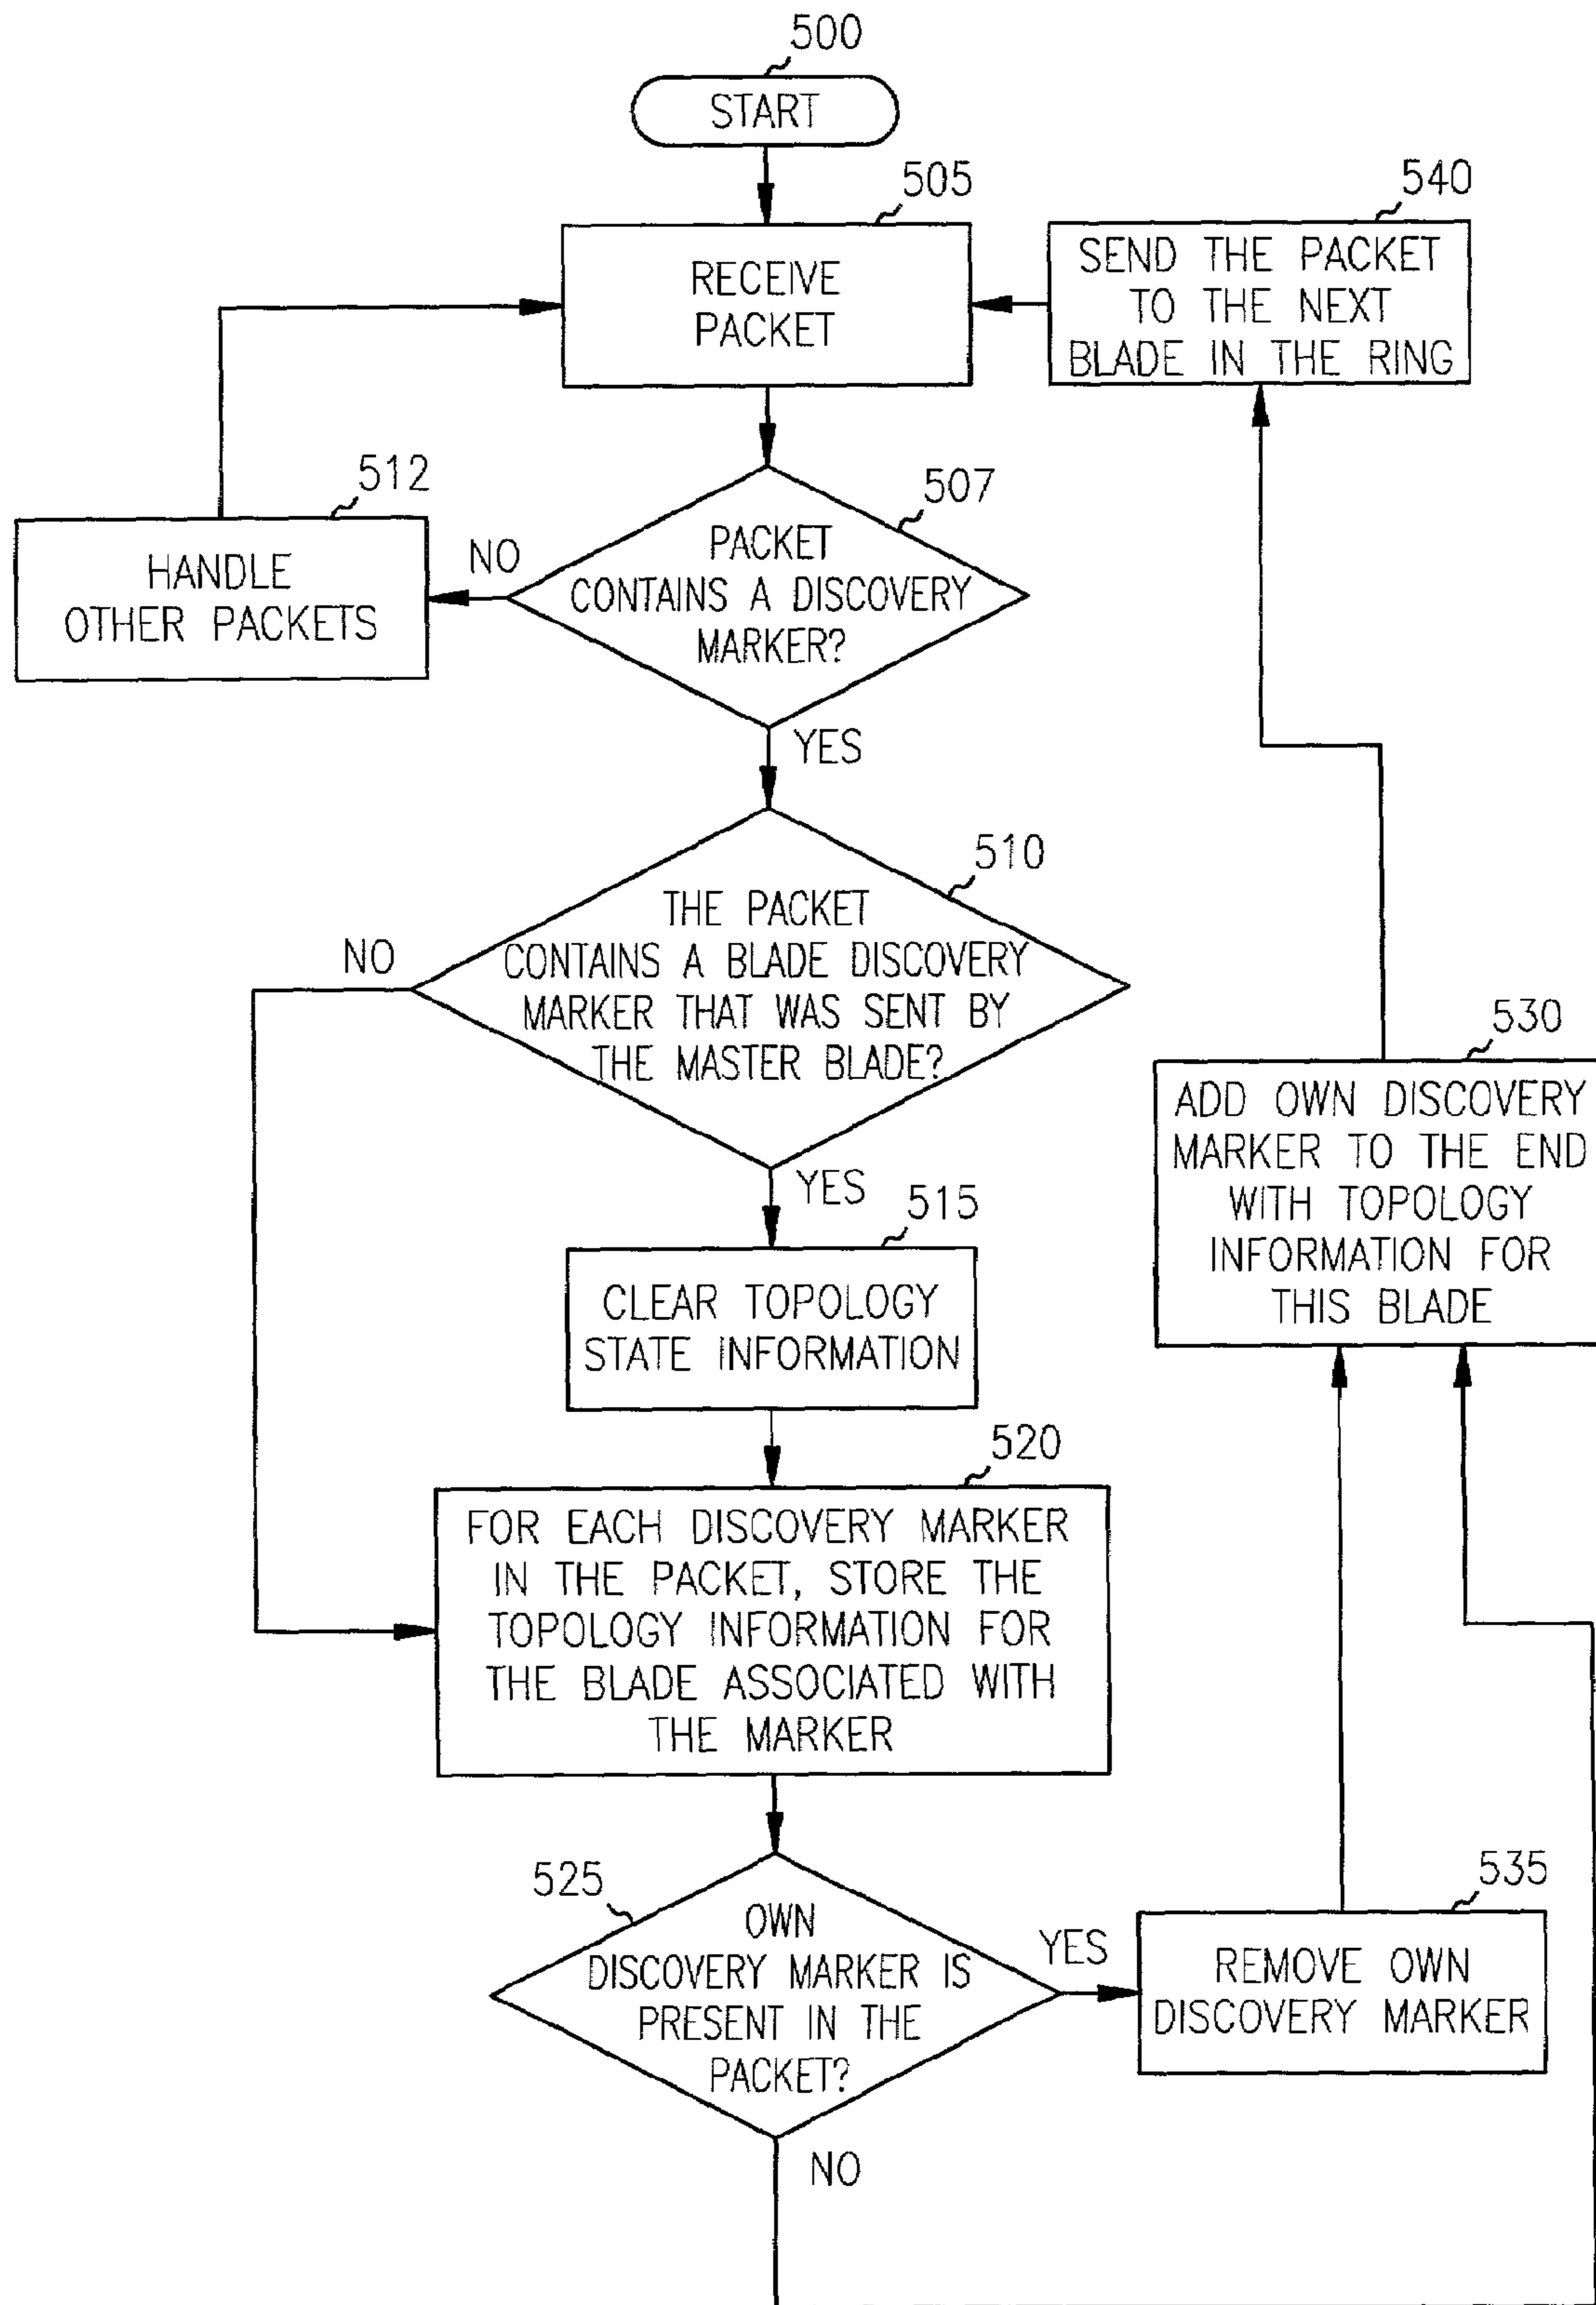 500
START
505
RECEIVE
PACKET
540
SEND THE PACKET
TO THE NEXT
BLADE IN THE RING
507
PACKET
CONTAINS A DISCOVERY
MARKER?
NO
512
HANDLE
OTHER PACKETS
YES
510
THE PACKET
CONTAINS A BLADE DISCOVERY
MARKER THAT WAS SENT BY
THE MASTER BLADE?
NO
YES
515
CLEAR TOPOLOGY
STATE INFORMATION
530
ADD OWN DISCOVERY
MARKER TO THE END
WITH TOPOLOGY
INFORMATION FOR
THIS BLADE
520
FOR EACH DISCOVERY MARKER
IN THE PACKET, STORE THE
TOPOLOGY INFORMATION FOR
THE BLADE ASSOCIATED WITH
THE MARKER
525
OWN
DISCOVERY MARKER IS
PRESENT IN THE
PACKET?
YES
535
REMOVE OWN
DISCOVERY MARKER
NO